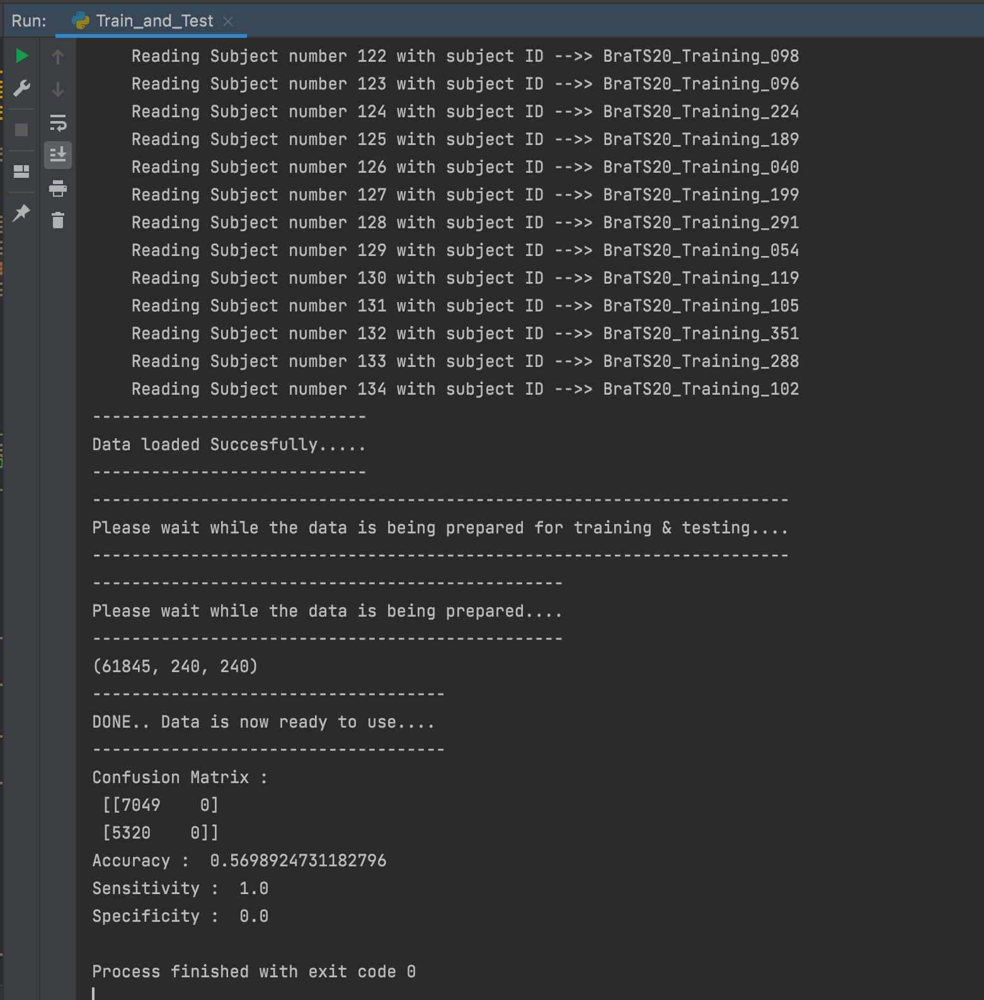 Run: Train_and_Test
Reading Subject number 122 with subject ID -->> BraTS20_Training_098
Reading Subject number 123 with subject ID -->> BraTS20_Training_096
Reading Subject number 124 with subject ID -->> BraTS20_Training_224
Reading Subject number 125 with subject ID -->> BraTS20_Training_189
Reading Subject number 126 with subject ID -->> BraTS20_Training_040
Reading Subject number 127 with subject ID -->> BraTS20_Training_199
Reading Subject number 128 with subject ID -->> BraTS20_Training_291
Reading Subject number 129 with subject ID -->> BraTS20_Training_054
Reading Subject number 130 with subject ID -->> BraTS20_Training_119
Reading Subject number 131 with subject ID -->> BraTS20_Training_105
Reading Subject number 132 with subject ID -->> BraTS20_Training_351
Reading Subject number 133 with subject ID -->> BraTS20_Training_288
Reading Subject number 134 with subject ID -->> BraTS20_Training_102
----------------------------
Data loaded Succesfully.....
----------------------------
-----------------------------------------------------------------------
Please wait while the data is being prepared for training & testing....
-----------------------------------------------------------------------
------------------------------------------------
Please wait while the data is being prepared....
------------------------------------------------
(61845, 240, 240)
------------------------------------
DONE.. Data is now ready to use....
------------------------------------
Confusion Matrix :
[[7049    0]
[5320    0]]
Accuracy :  0.5698924731182796
Sensitivity :  1.0
Specificity :  0.0
Process finished with exit code 0